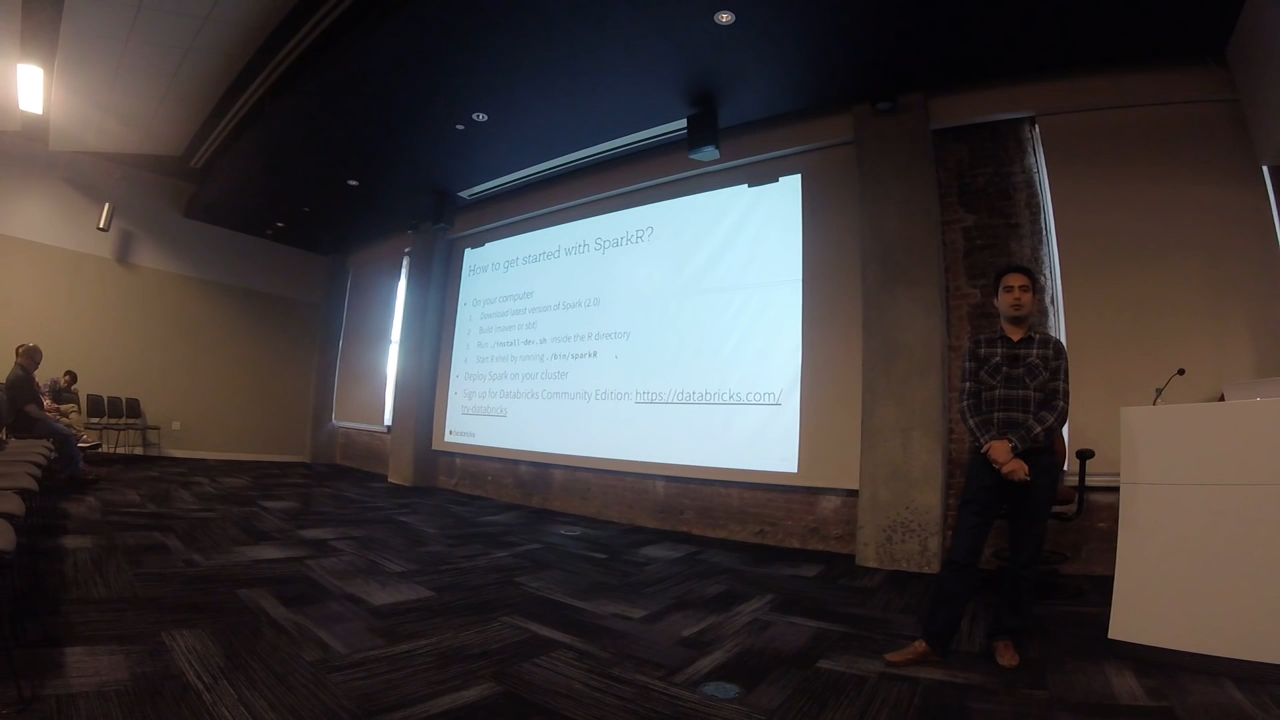 How to get started with SparkR?
• On your computer
1. Download latest version of Spark (2.0)
2. Build (maven or sbt)
3. Run ./install-dev.sh inside the R directory
4. Start R shell by running ./bin/sparkR
• Deploy Spark on your cluster
• Sign up for Databricks Community Edition: https://databricks.com/
try-databricks
databricks